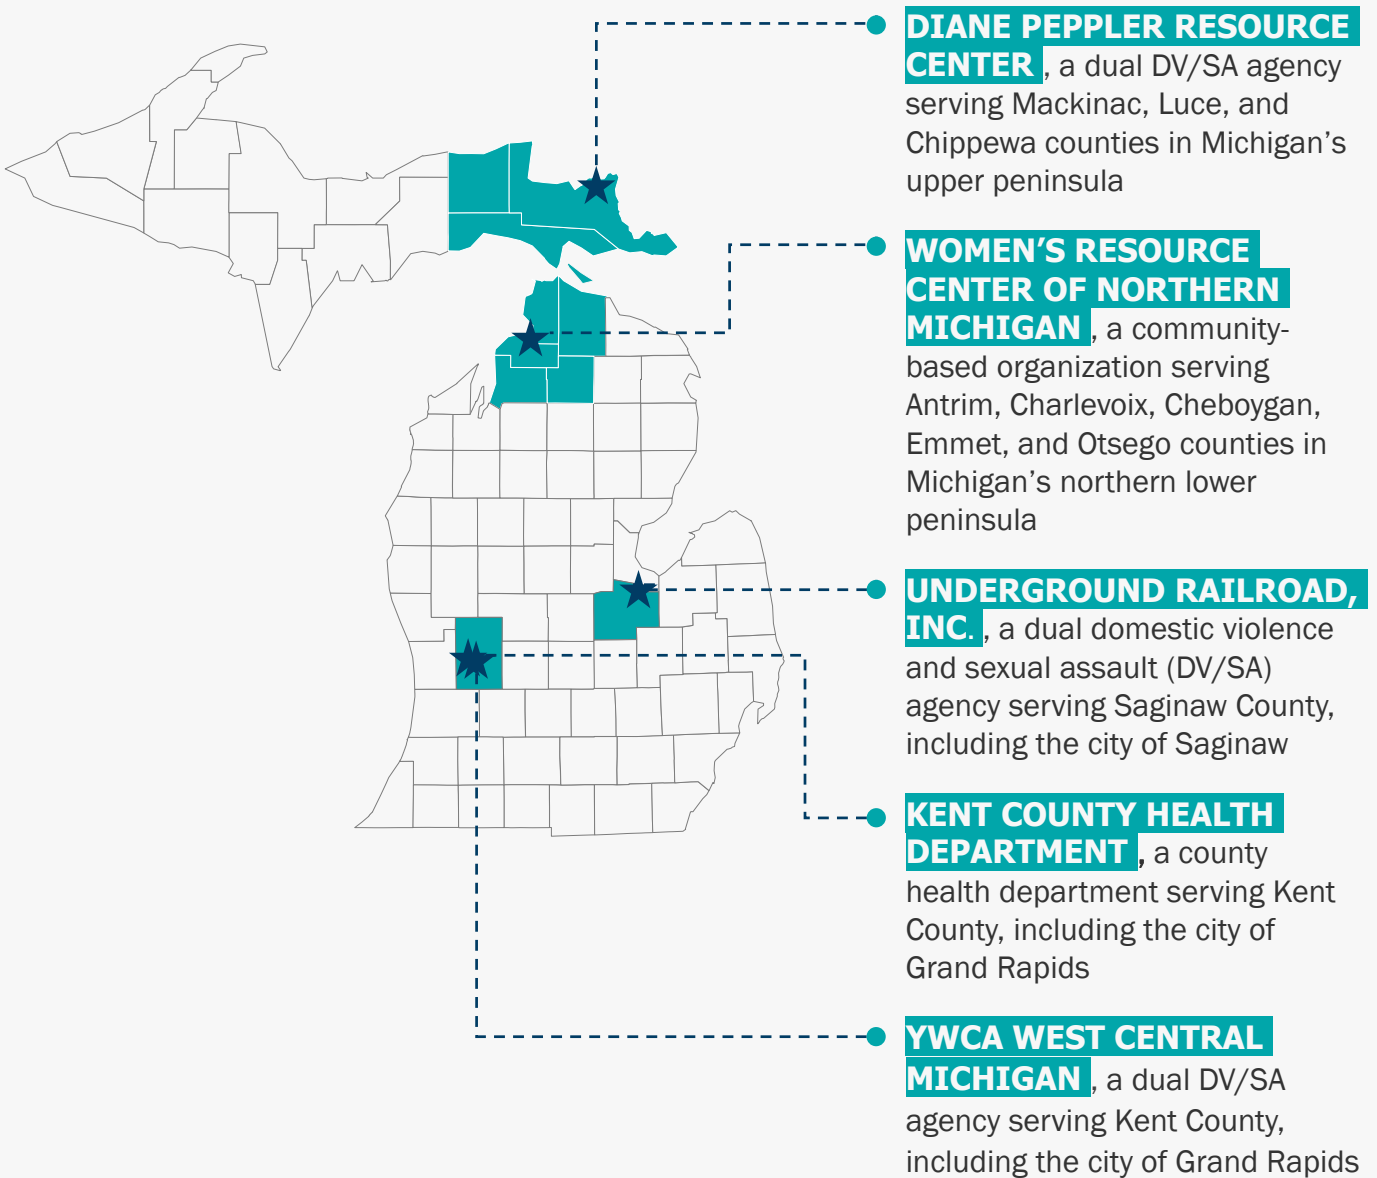 DIANE PEPPLER RESOURCE
CENTER , a dual DV/SA agency
serving Mackinac, Luce, and
Chippewa counties in Michigan’s
upper peninsula
WOMEN’S RESOURCE
CENTER OF NORTHERN
MICHIGAN , a community-
based organization serving
Antrim, Charlevoix, Cheboygan,
Emmet, and Otsego counties in
Michigan’s northern lower
peninsula
UNDERGROUND RAILROAD,
INC. , a dual domestic violence
and sexual assault (DV/SA)
agency serving Saginaw County,
including the city of Saginaw
KENT COUNTY HEALTH
DEPARTMENT , a county
health department serving Kent
County, including the city of
Grand Rapids
YWCA WEST CENTRAL
MICHIGAN , a dual DV/SA
agency serving Kent County,
including the city of Grand Rapids